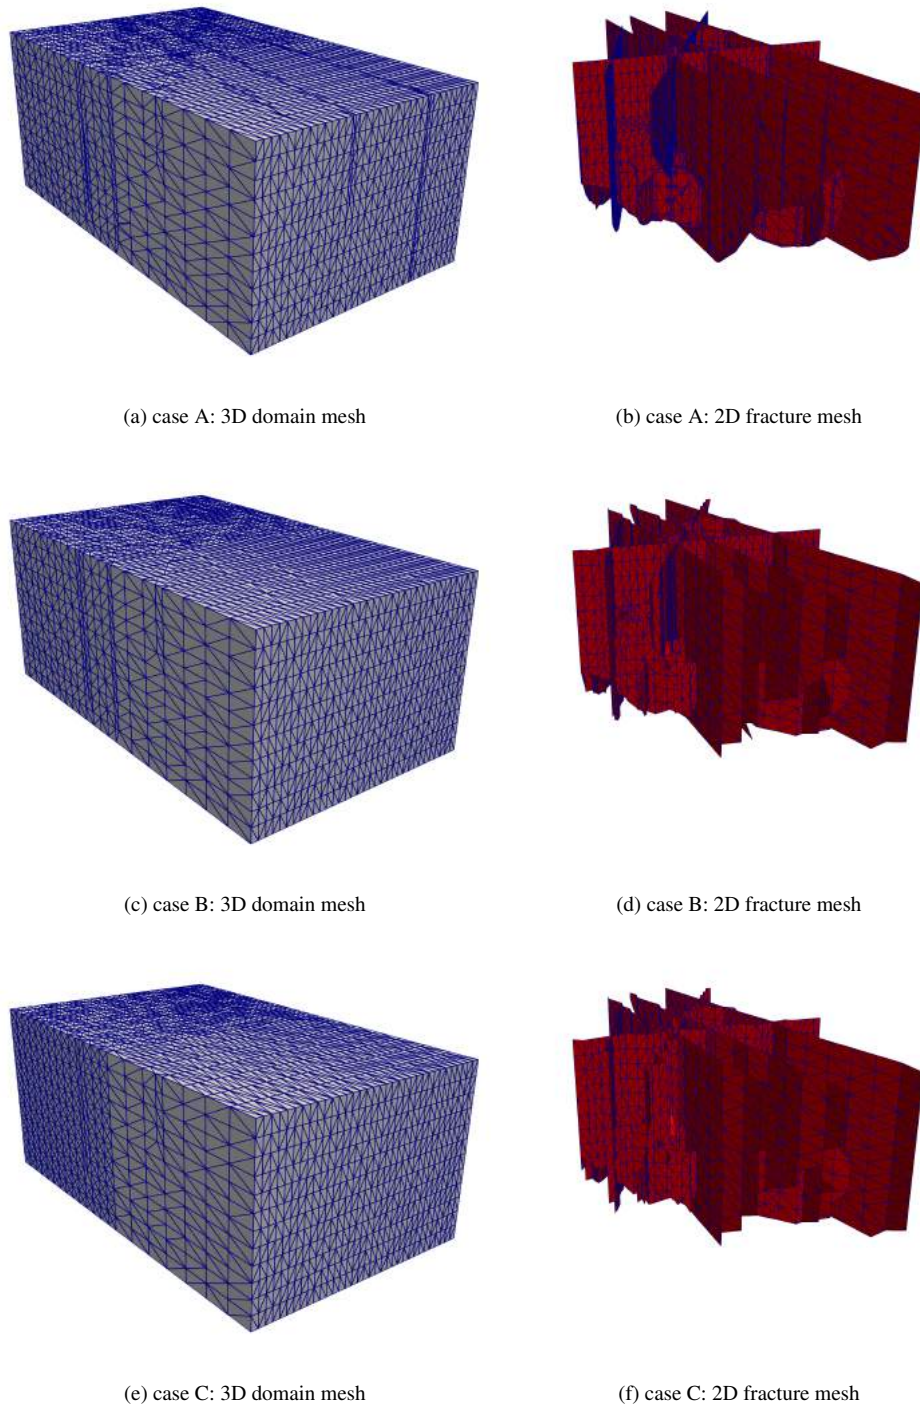 (a) case A: 3D domain mesh
(b) case A: 2D fracture mesh
(c) case B: 3D domain mesh
(d) case B: 2D fracture mesh
(e) case C: 3D domain mesh
(f) case C: 2D fracture mesh